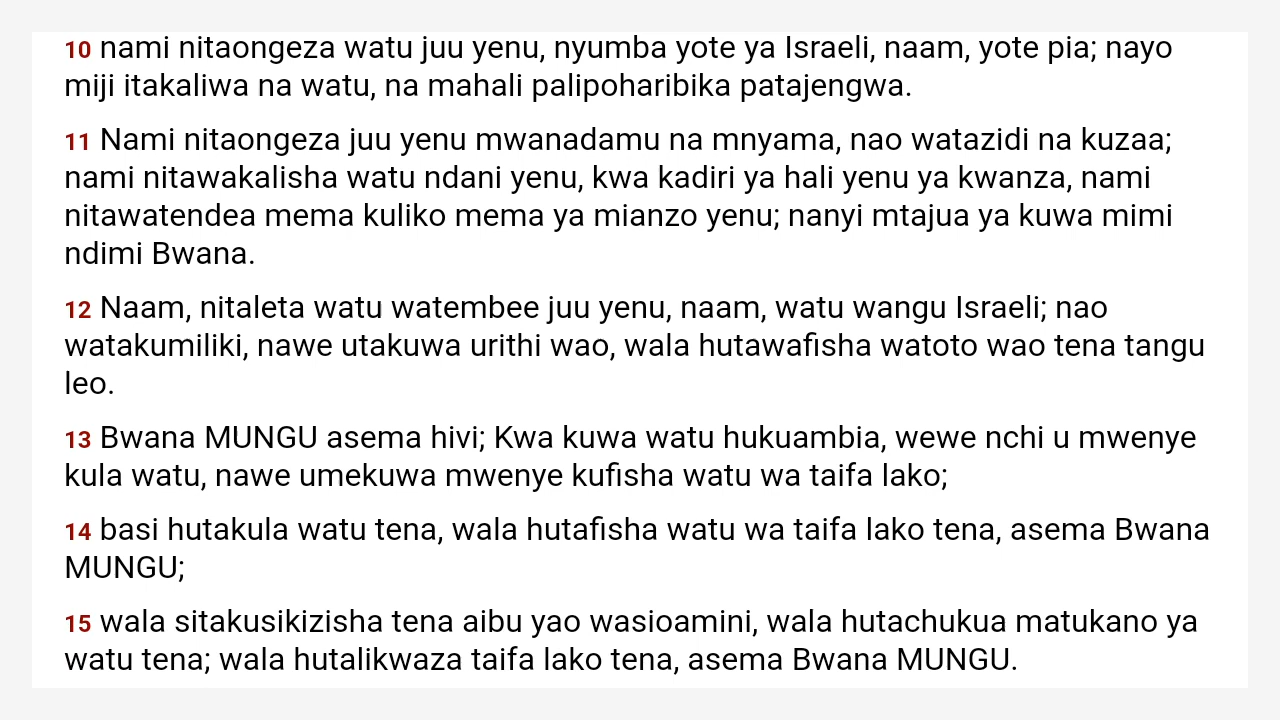 10 nami nitaongeza watu juu yenu, nyumba yote ya Israeli, naam, yote pia; nayo
miji itakaliwa na watu, na mahali palipoharibika patajengwa.
11 Nami nitaongeza juu yenu mwanadamu na mnyama, nao watazidi na kuzaa;
nami nitawakalisha watu ndani yenu, kwa kadiri ya hali yenu ya kwanza, nami
nitawatendea mema kuliko mema ya mianzo yenu; nanyi mtajua ya kuwa mimi
ndimi Bwana.
12 Naam, nitaleta watu watembee juu yenu, naam, watu wangu Israeli; nao
watakumiliki, nawe utakuwa urithi wao, wala hutawafisha watoto wao tena tangu
leo.
13 Bwana MUNGU asema hivi; Kwa kuwa watu hukuambia, wewe nchi u mwenye
kula watu, nawe umekuwa mwenye kufisha watu wa taifa lako;
14 basi hutakula watu tena, wala hutafisha watu wa taifa lako tena, asema Bwana
MUNGU;
15 wala sitakusikizisha tena aibu yao wasioamini, wala hutachukua matukano ya
watu tena; wala hutalikwaza taifa lako tena, asema Bwana MUNGU.